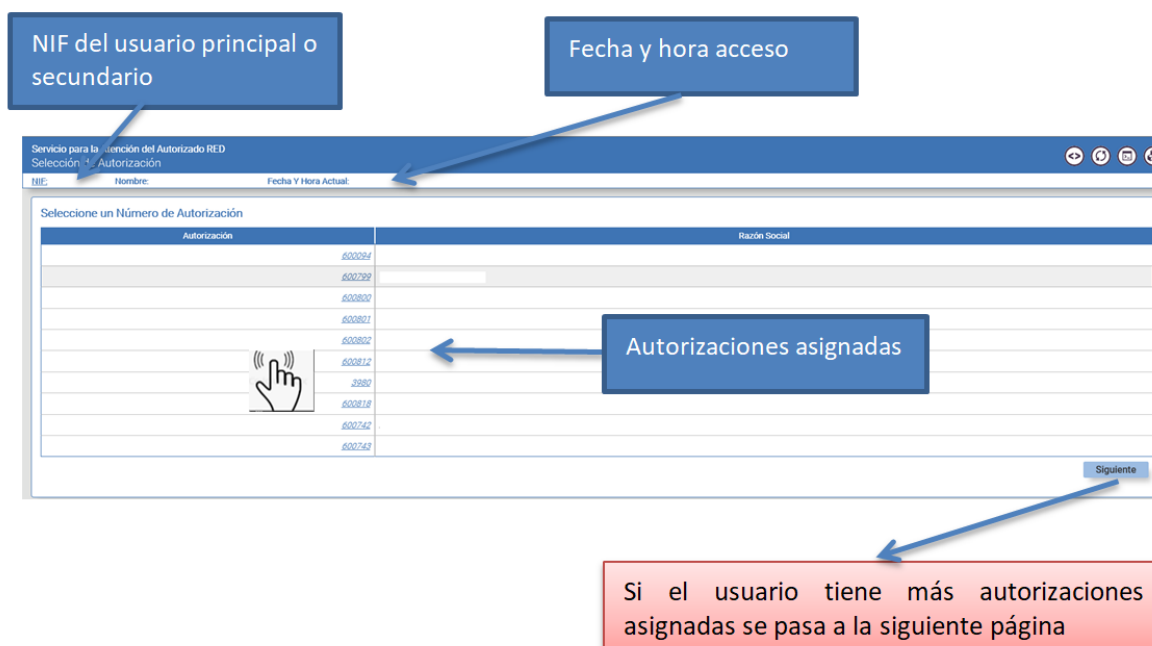 NIF del usuario principal o
secundario
Fecha y hora acceso
Servicio para la Atención del Autorizado RED
Selección de Autorización
NIF: Nombre: Fecha Y Hora Actual:
Seleccione un Número de Autorización
Autorización Razón Social
600094
600799
600800
600801
600802
600812
3980
600818
600742
600743
Autorizaciones asignadas
Siguiente
Si el usuario tiene más autorizaciones
asignadas se pasa a la siguiente página